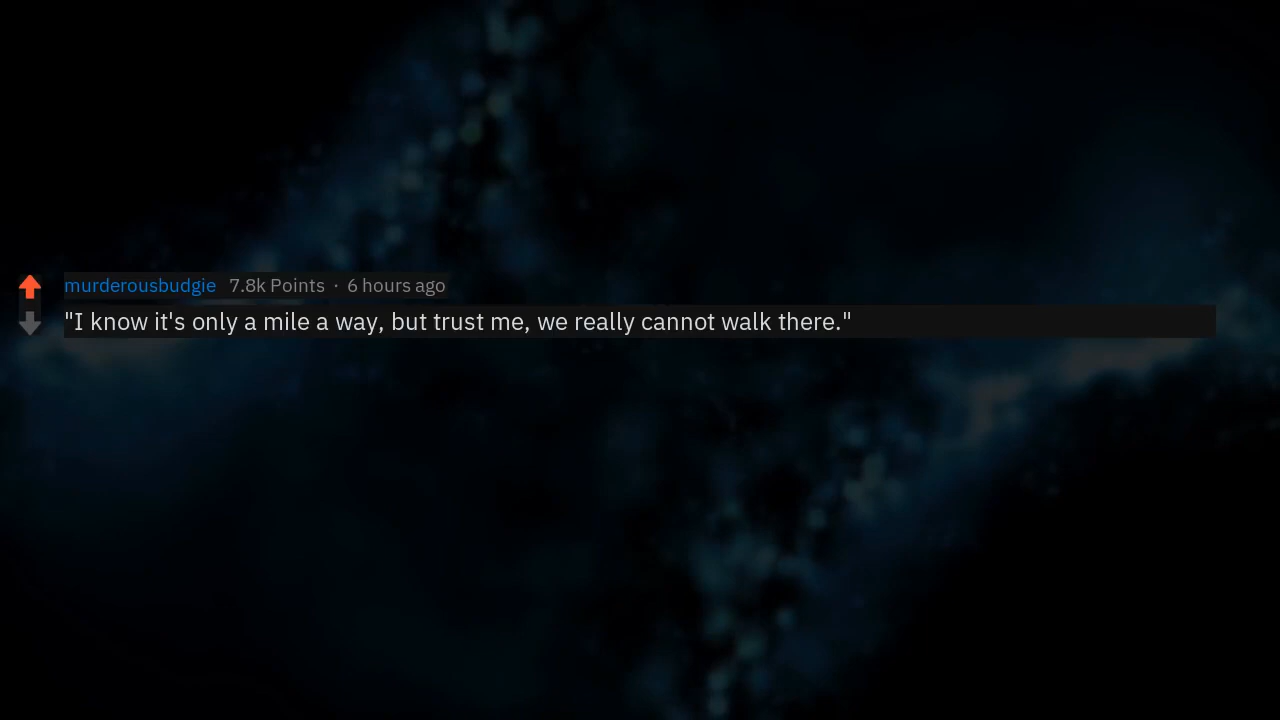 murderousbudgie 7.8k Points · 6 hours ago
"I know it's only a mile a way, but trust me, we really cannot walk there."